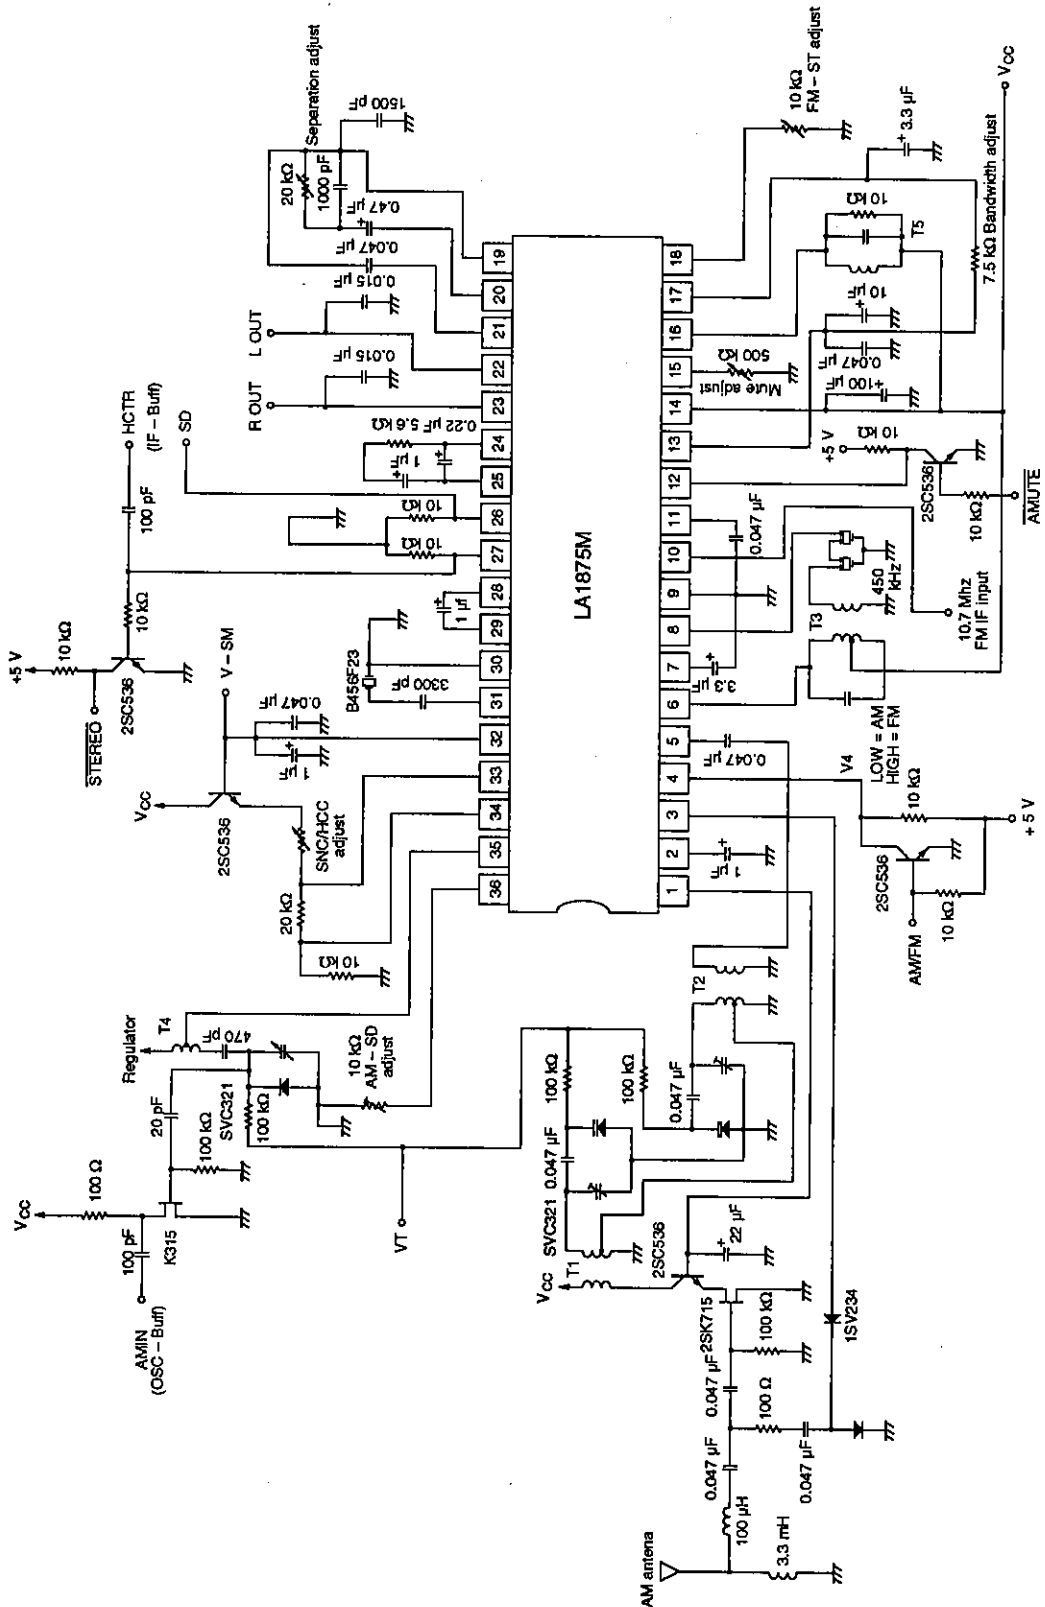 +5 V
10 kΩ
STEREO
2SC536
10 kΩ
100 pF
HCTR
(IF – Buff)
SD
10 kΩ
10 kΩ
R OUT
L OUT
0.015 µF
0.015 µF
0.22 µF 5.6 kΩ
1 µF
20 kΩ
Separation adjust
1000 pF
0.47 µF
0.047 µF
1500 pF
VCC
2SC536
V – SM
0.047 µF
1 µF
SNC/HCC
adjust
20 kΩ
10 kΩ
B456F23
3300 pF
1 µF
Regulator
T4
470 pF
20 pF
SVC321
100 kΩ
100 kΩ
10 kΩ
AM – SD
adjust
VCC
100 Ω
100 pF
K315
AMIN
(OSC – Buff)
VT
36
35
34
33
32
31
30
29
28
27
26
25
24
23
22
21
20
19
LA1875M
1
2
3
4
5
6
7
8
9
10
11
12
13
14
15
16
17
18
100 kΩ
100 kΩ
0.047 µF
SVC321
0.047 µF
T1
T2
VCC
2SC536
22 µF
2SK715
100 kΩ
0.047 µF
100 Ω
0.047 µF
0.047 µF
100 µH
3.3 mH
AM antena
1SV234
1 µF
0.047 µF
V4
10 kΩ
2SC536
AM/FM
10 kΩ
+ 5 V
LOW = AM
HIGH = FM
3.3 µF
T3
450
kHz
10.7 Mhz
FM IF input
0.047 µF
+5 V
10 kΩ
2SC536
10 kΩ
AMUTE
500 kΩ
Mute adjust
+100 µF
0.047 µF
10 µF
10 kΩ
T5
7.5 kΩ Bandwidth adjust
3.3 µF
10 kΩ
FM – ST adjust
VCC